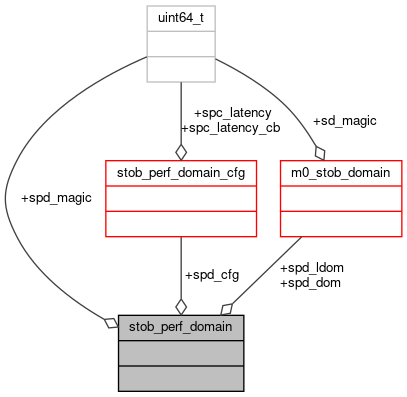 uint64_t
+spc_latency
+spc_latency_cb
+sd_magic
stob_perf_domain_cfg
m0_stob_domain
+spd_magic
+spd_cfg
+spd_ldom
+spd_dom
stob_perf_domain